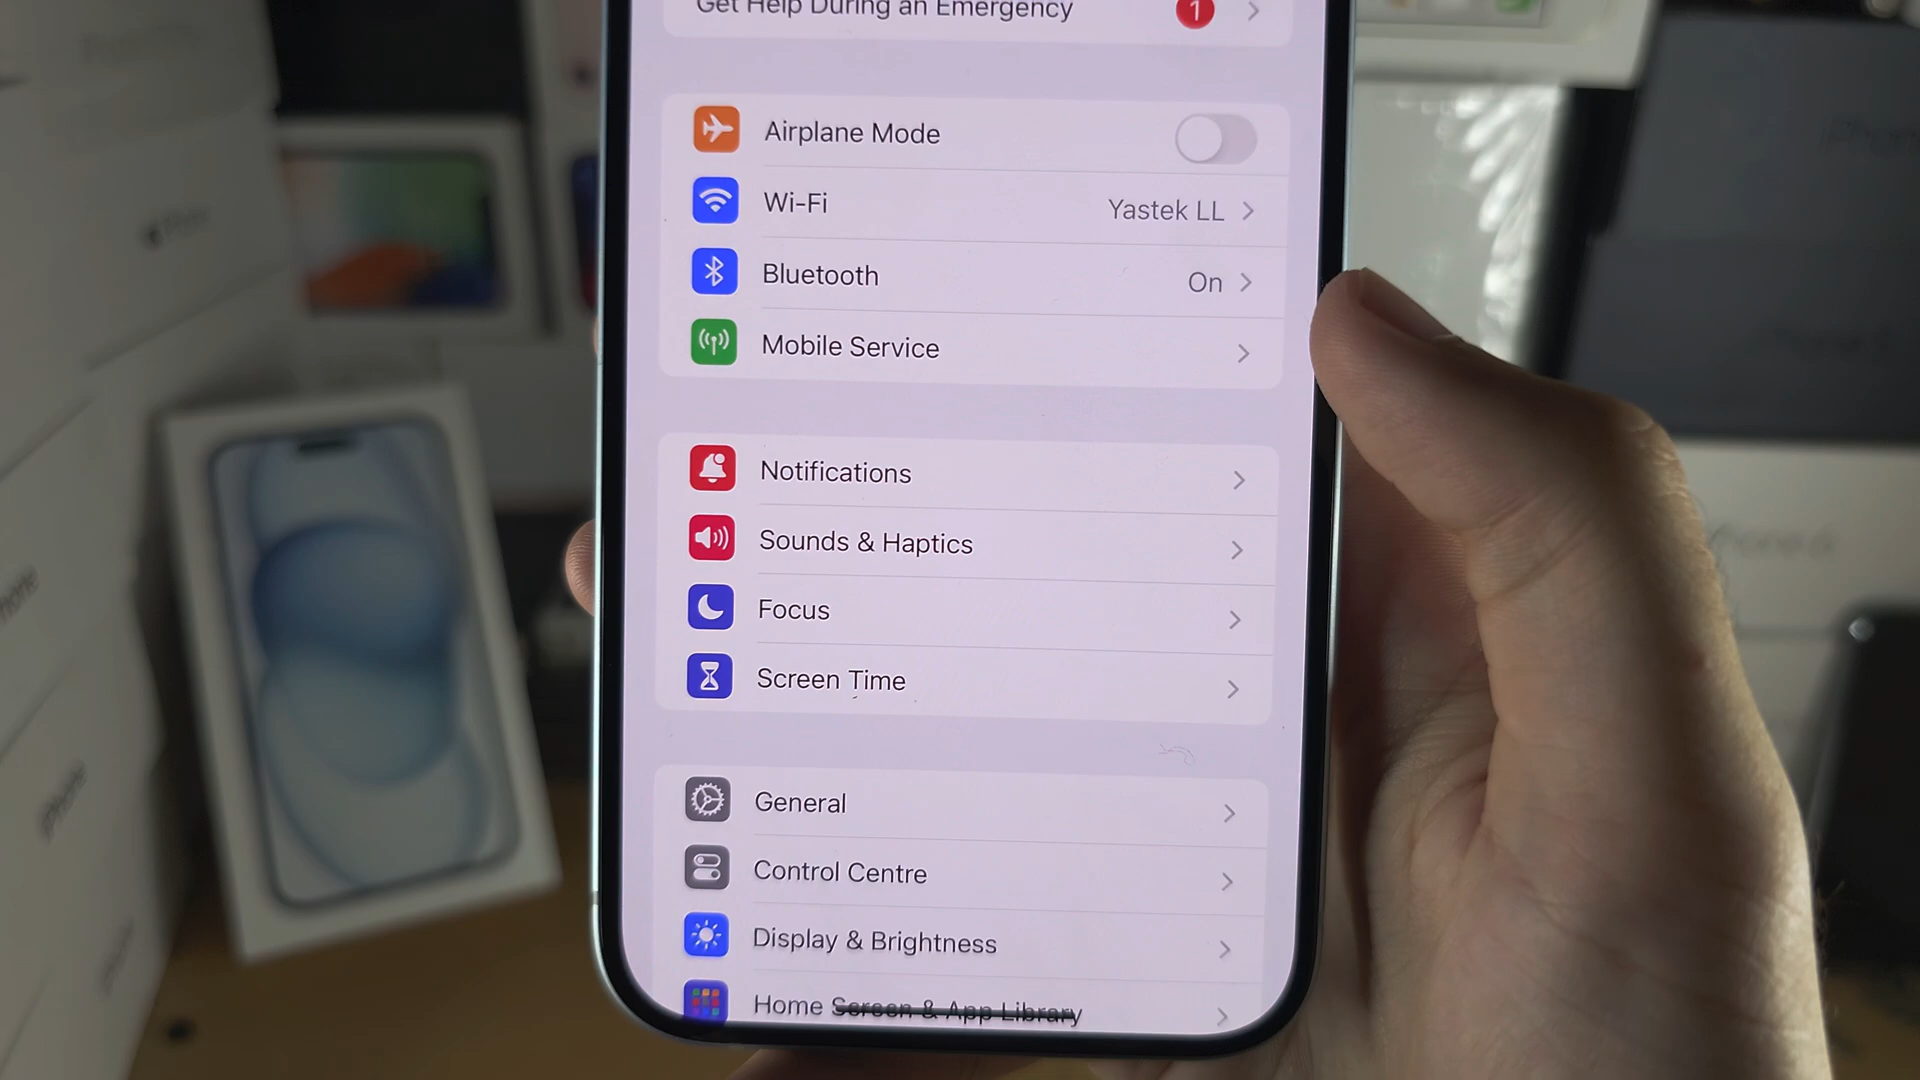 Get Help During an Emergency 1
Airplane Mode
Wi-Fi Yastek LL
Bluetooth On
Mobile Service
Notifications
Sounds & Haptics
Focus
Screen Time
General
Control Centre
Display & Brightness
Home Screen & App Library
iPhone